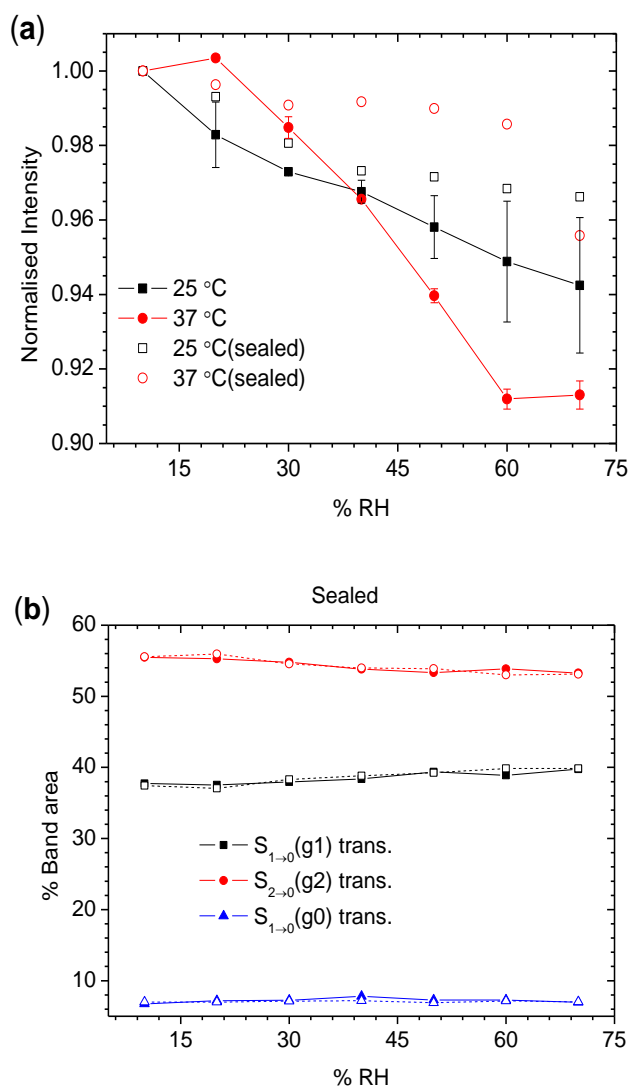 (a)
Normalised Intensity
1.00
0.98
0.96
0.94
0.92
0.90
25 °C
37 °C
25 °C(sealed)
37 °C(sealed)
15 30 45 60 75
% RH
(b)
Sealed
% Band area
60
50
40
30
20
10
S1→0(g1) trans.
S2→0(g2) trans.
S1→0(g0) trans.
15 30 45 60 75
% RH